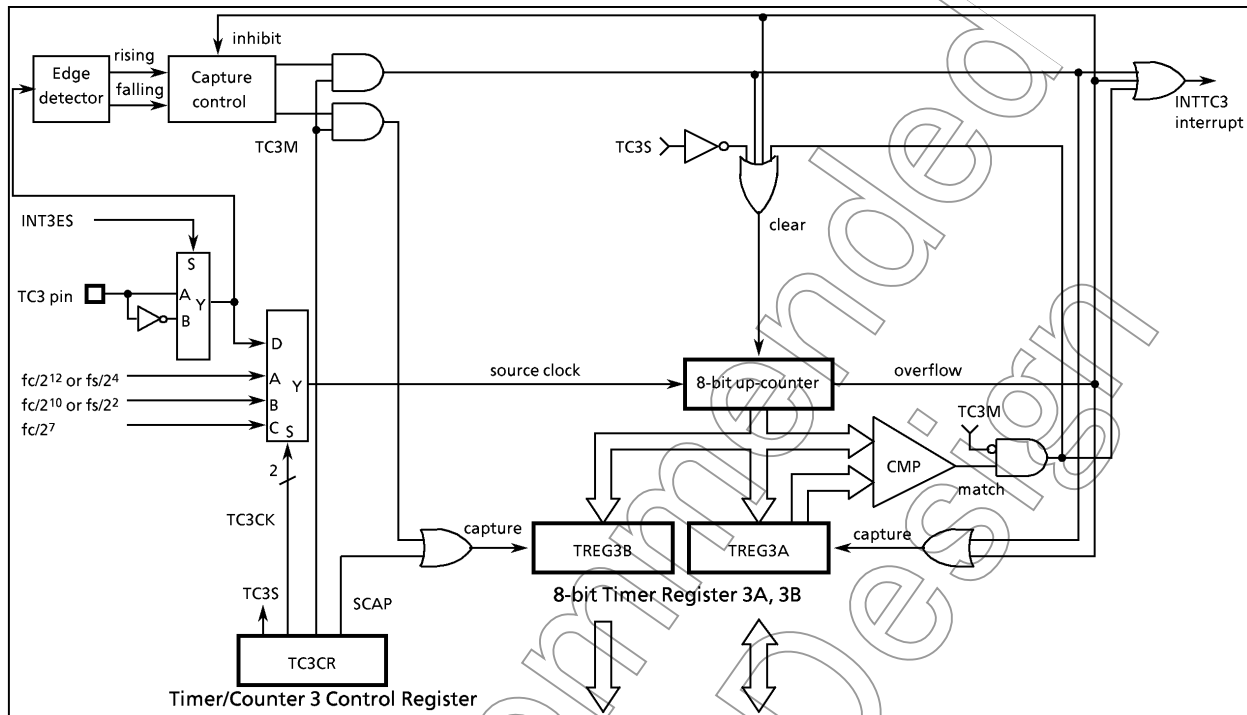 inhibit
rising
Edge detector
falling
Capture control
INTTC3 interrupt
TC3M
TC3S
clear
INT3ES
S
TC3 pin
A
Y
B
D
fc/2¹² or fs/2⁴
A
Y
source clock
8-bit up-counter
overflow
fc/2¹⁰ or fs/2²
B
fc/2⁷
C
S
TC3M
CMP
match
2
TC3CK
capture
TREG3B
TREG3A
capture
8-bit Timer Register 3A, 3B
TC3S
SCAP
TC3CR
Timer/Counter 3 Control Register
ommended
Design